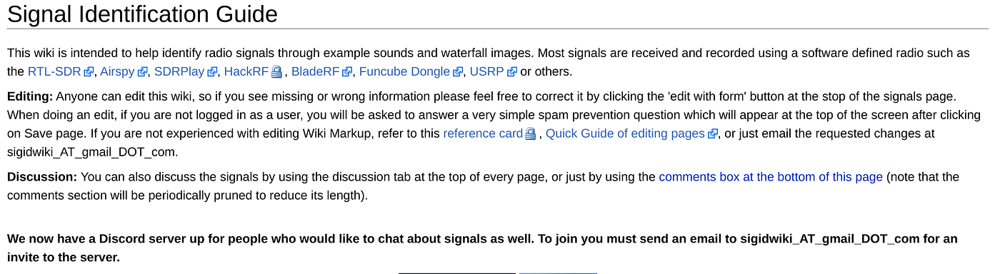 Signal Identification Guide
This wiki is intended to help identify radio signals through example sounds and waterfall images. Most signals are received and recorded using a software defined radio such as
the RTL-SDR, Airspy, SDRPlay, HackRF, BladeRF, Funcube Dongle, USRP or others.
Editing: Anyone can edit this wiki, so if you see missing or wrong information please feel free to correct it by clicking the 'edit with form' button at the stop of the signals page.
When doing an edit, if you are not logged in as a user, you will be asked to answer a very simple spam prevention question which will appear at the top of the screen after clicking
on Save page. If you are not experienced with editing Wiki Markup, refer to this reference card, Quick Guide of editing pages, or just email the requested changes at
sigidwiki_AT_gmail_DOT_com.
Discussion: You can also discuss the signals by using the discussion tab at the top of every page, or just by using the comments box at the bottom of this page (note that the
comments section will be periodically pruned to reduce its length).
We now have a Discord server up for people who would like to chat about signals as well. To join you must send an email to sigidwiki_AT_gmail_DOT_com for an
invite to the server.